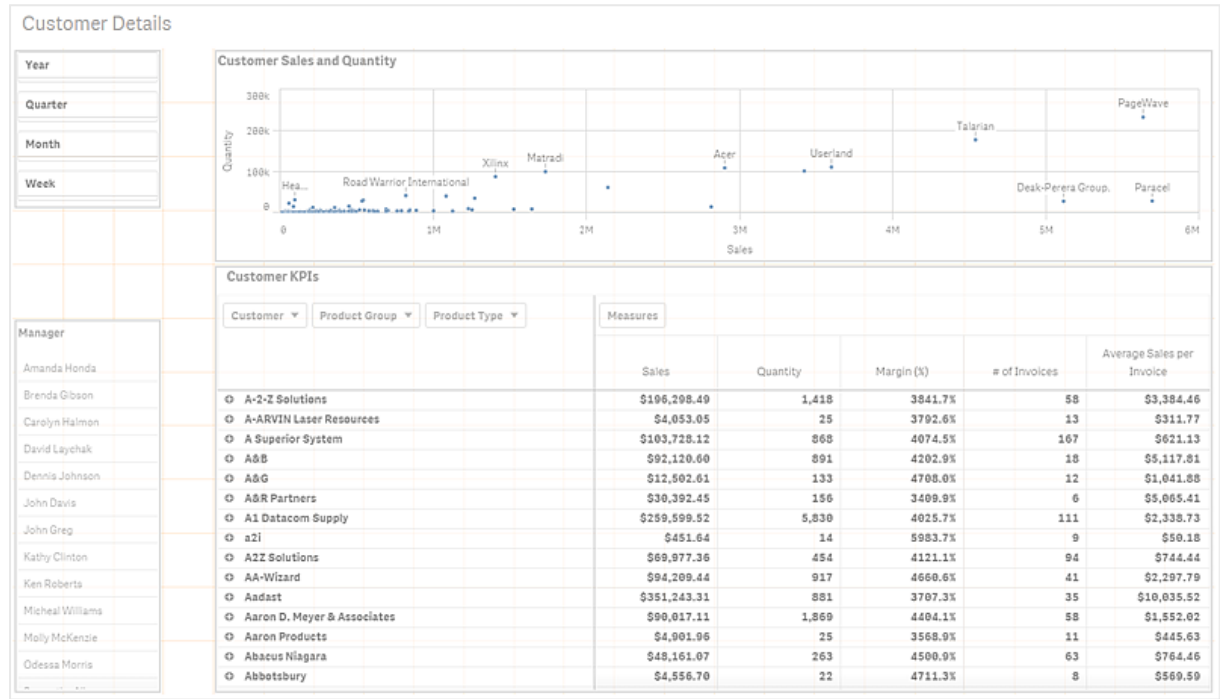 Customer Details
Year
Quarter
Month
Week
Customer Sales and Quantity
300k
200k
100k
0
Quantity
PageWave
Talarian
Acer
Userland
Xilinx
Matradi
Hea...
Road Warrior International
Deak-Perera Group.
Paracel
0 1M 2M 3M 4M 5M 6M
Sales
Manager
Amanda Honda
Brenda Gibson
Carolyn Halmon
David Laychak
Dennis Johnson
John Davis
John Greg
Kathy Clinton
Ken Roberts
Micheal Williams
Molly McKenzie
Odessa Morris
Customer KPIs
Customer Product Group Product Type Measures
Sales Quantity Margin (%) # of Invoices Average Sales per Invoice
A-2-Z Solutions $196,298.49 1,418 3841.7% 58 $3,384.46
A-ARVIN Laser Resources $4,053.05 25 3792.6% 13 $311.77
A Superior System $103,728.12 868 4074.5% 167 $621.13
A&B $92,120.60 891 4202.9% 18 $5,117.81
A&G $12,502.61 133 4708.0% 12 $1,041.88
A&R Partners $30,392.45 156 3409.9% 6 $5,065.41
A1 Datacom Supply $259,599.52 5,830 4025.7% 111 $2,338.73
a2i $451.64 14 5983.7% 9 $50.18
A2Z Solutions $69,977.36 454 4121.1% 94 $744.44
AA-Wizard $94,209.44 917 4660.6% 41 $2,297.79
Aadast $351,243.31 881 3707.3% 35 $10,035.52
Aaron D. Meyer & Associates $90,017.11 1,869 4404.1% 58 $1,552.02
Aaron Products $4,901.96 25 3568.9% 11 $445.63
Abacus Niagara $48,161.07 263 4500.9% 63 $764.46
Abbotsbury $4,556.70 22 4711.3% 8 $569.59